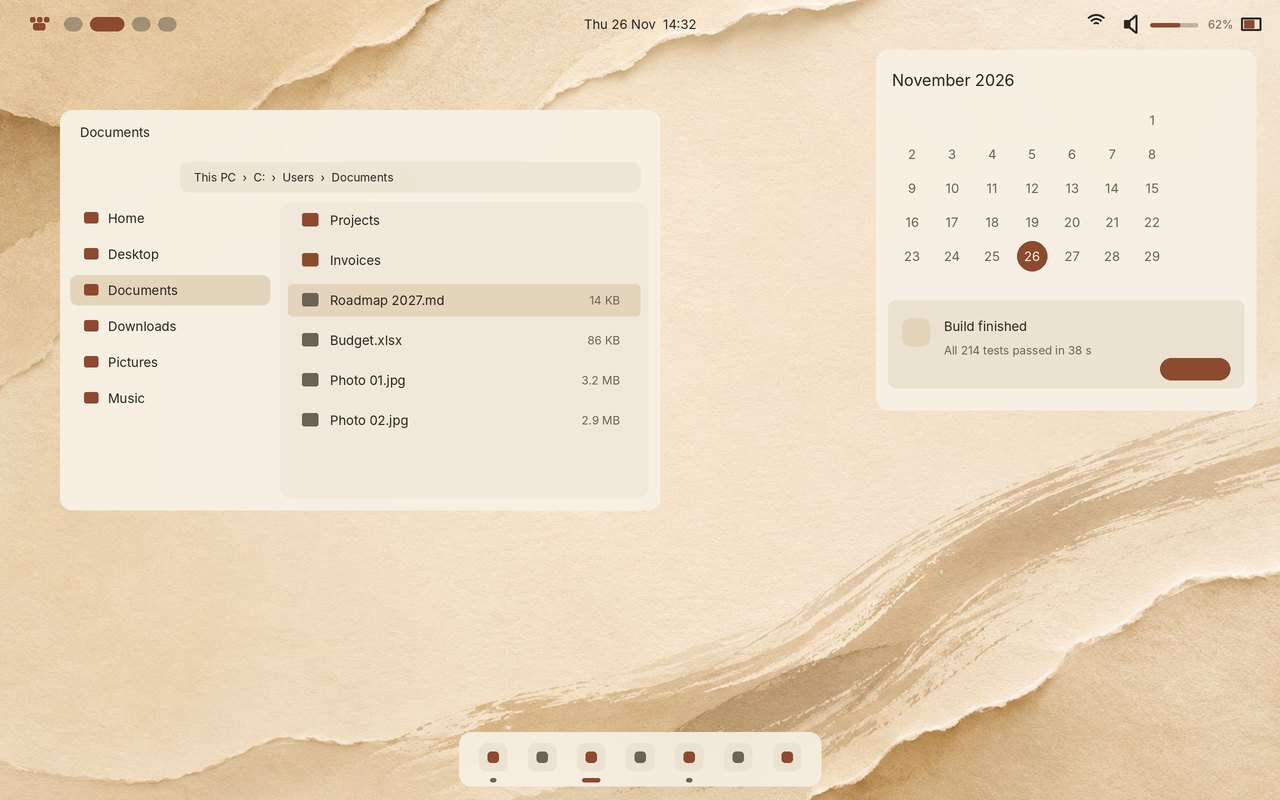 Thu 26 Nov 14:32
62%
Documents
This PC › C: › Users › Documents
Home
Desktop
Documents
Downloads
Pictures
Music
Projects
Invoices
Roadmap 2027.md 14 KB
Budget.xlsx 86 KB
Photo 01.jpg 3.2 MB
Photo 02.jpg 2.9 MB
November 2026
1
2 3 4 5 6 7 8
9 10 11 12 13 14 15
16 17 18 19 20 21 22
23 24 25 26 27 28 29
Build finished
All 214 tests passed in 38 s